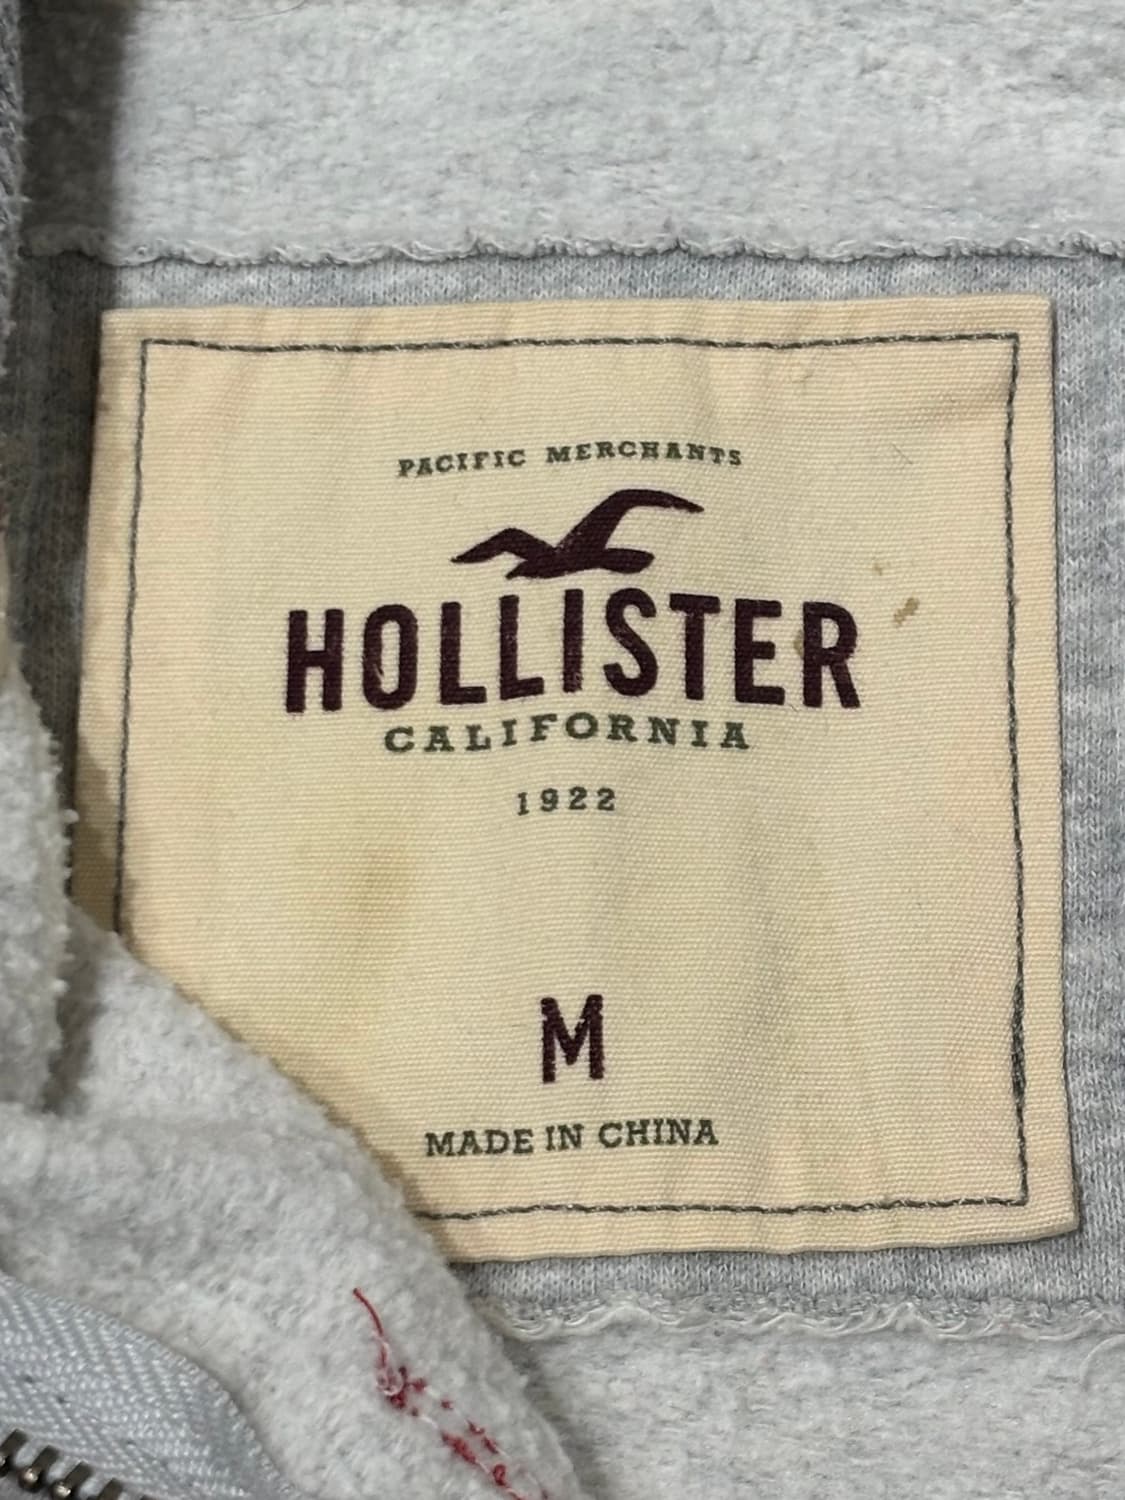 PACIFIC MERCHANTS
HOLLISTER
CALIFORNIA
1922
M
MADE IN CHINA